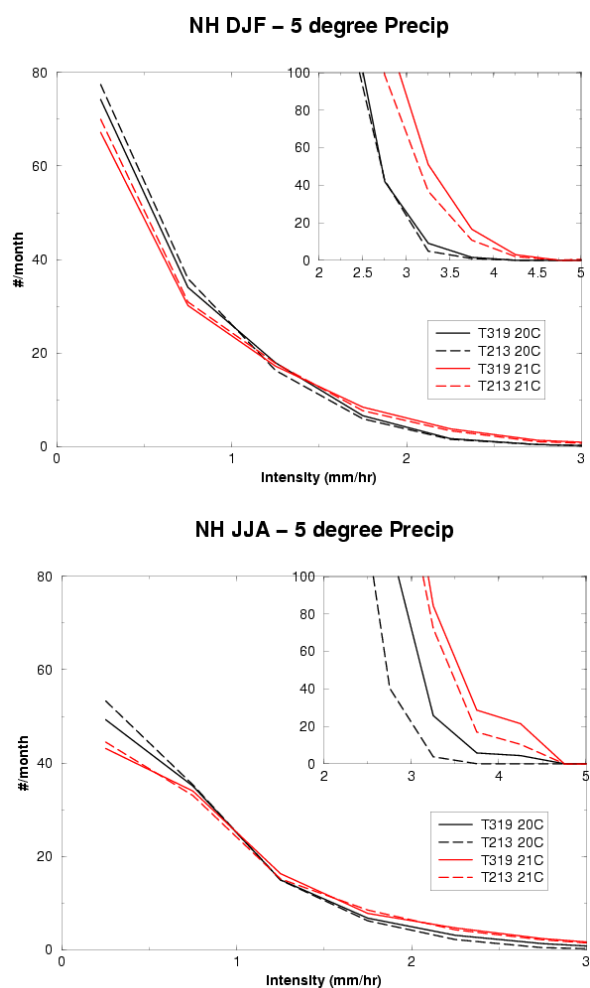 NH DJF – 5 degree Precip
80
60
40
20
0
#/month
0 1 2 3
Intensity (mm/hr)
100
80
60
40
20
0
2 2.5 3 3.5 4 4.5 5
T319 20C
T213 20C
T319 21C
T213 21C
NH JJA – 5 degree Precip
80
60
40
20
0
#/month
0 1 2 3
Intensity (mm/hr)
100
80
60
40
20
0
2 3 4 5
T319 20C
T213 20C
T319 21C
T213 21C